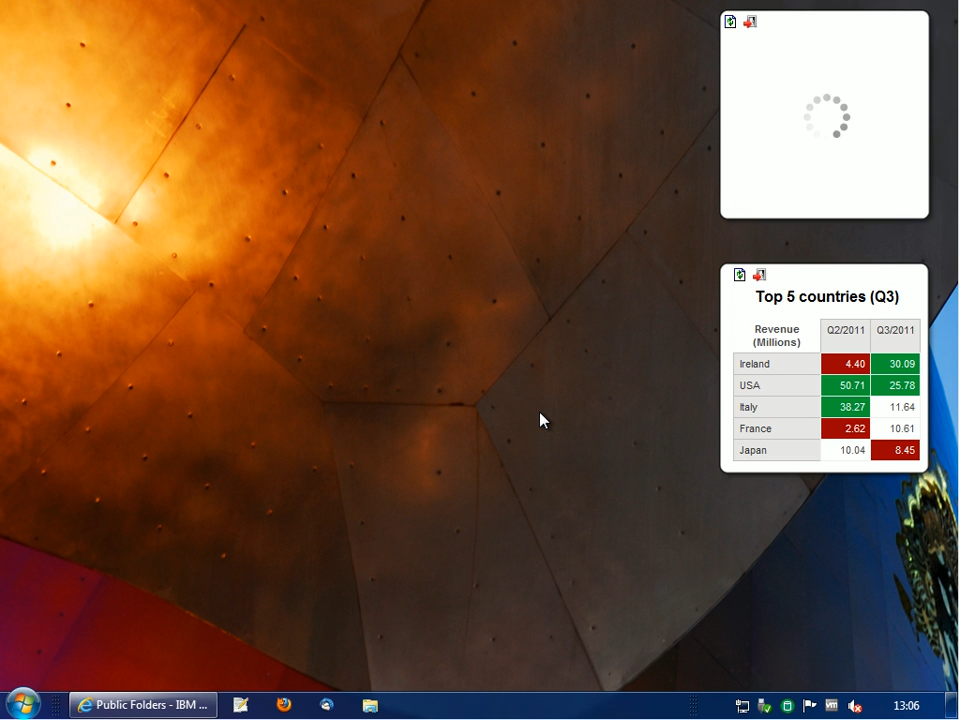 Top 5 countries (Q3)
Revenue (Millions) Q2/2011 Q3/2011
Ireland 4.40 30.09
USA 50.71 25.78
Italy 38.27 11.64
France 2.62 10.61
Japan 10.04 8.45
Public Folders - IBM ...
vm
13:06